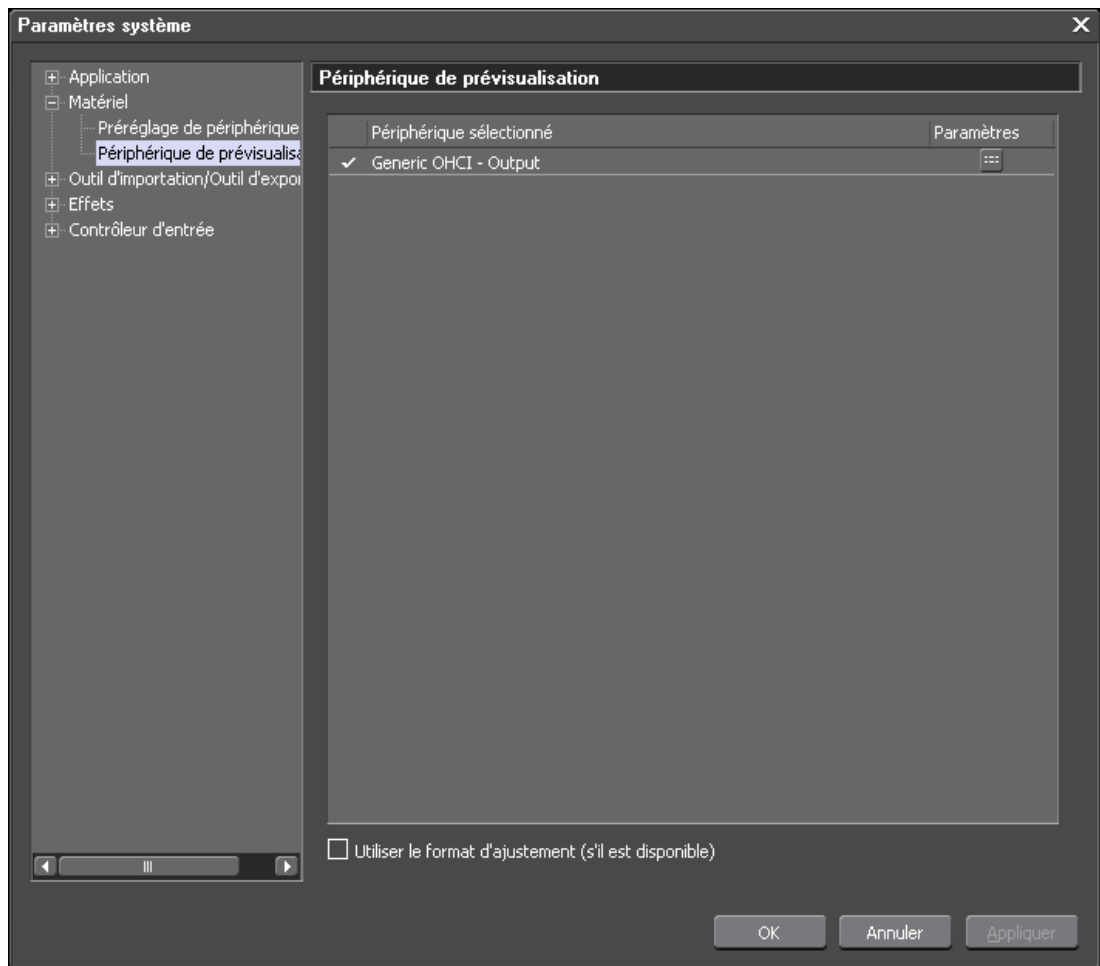 Paramètres système
Application
Matériel
Préréglage de périphérique
Périphérique de prévisualisa
Outil d'importation/Outil d'expor
Effets
Contrôleur d'entrée
Périphérique de prévisualisation
Périphérique sélectionné Paramètres
Generic OHCI - Output
Utiliser le format d'ajustement (s'il est disponible)
OK Annuler Appliquer